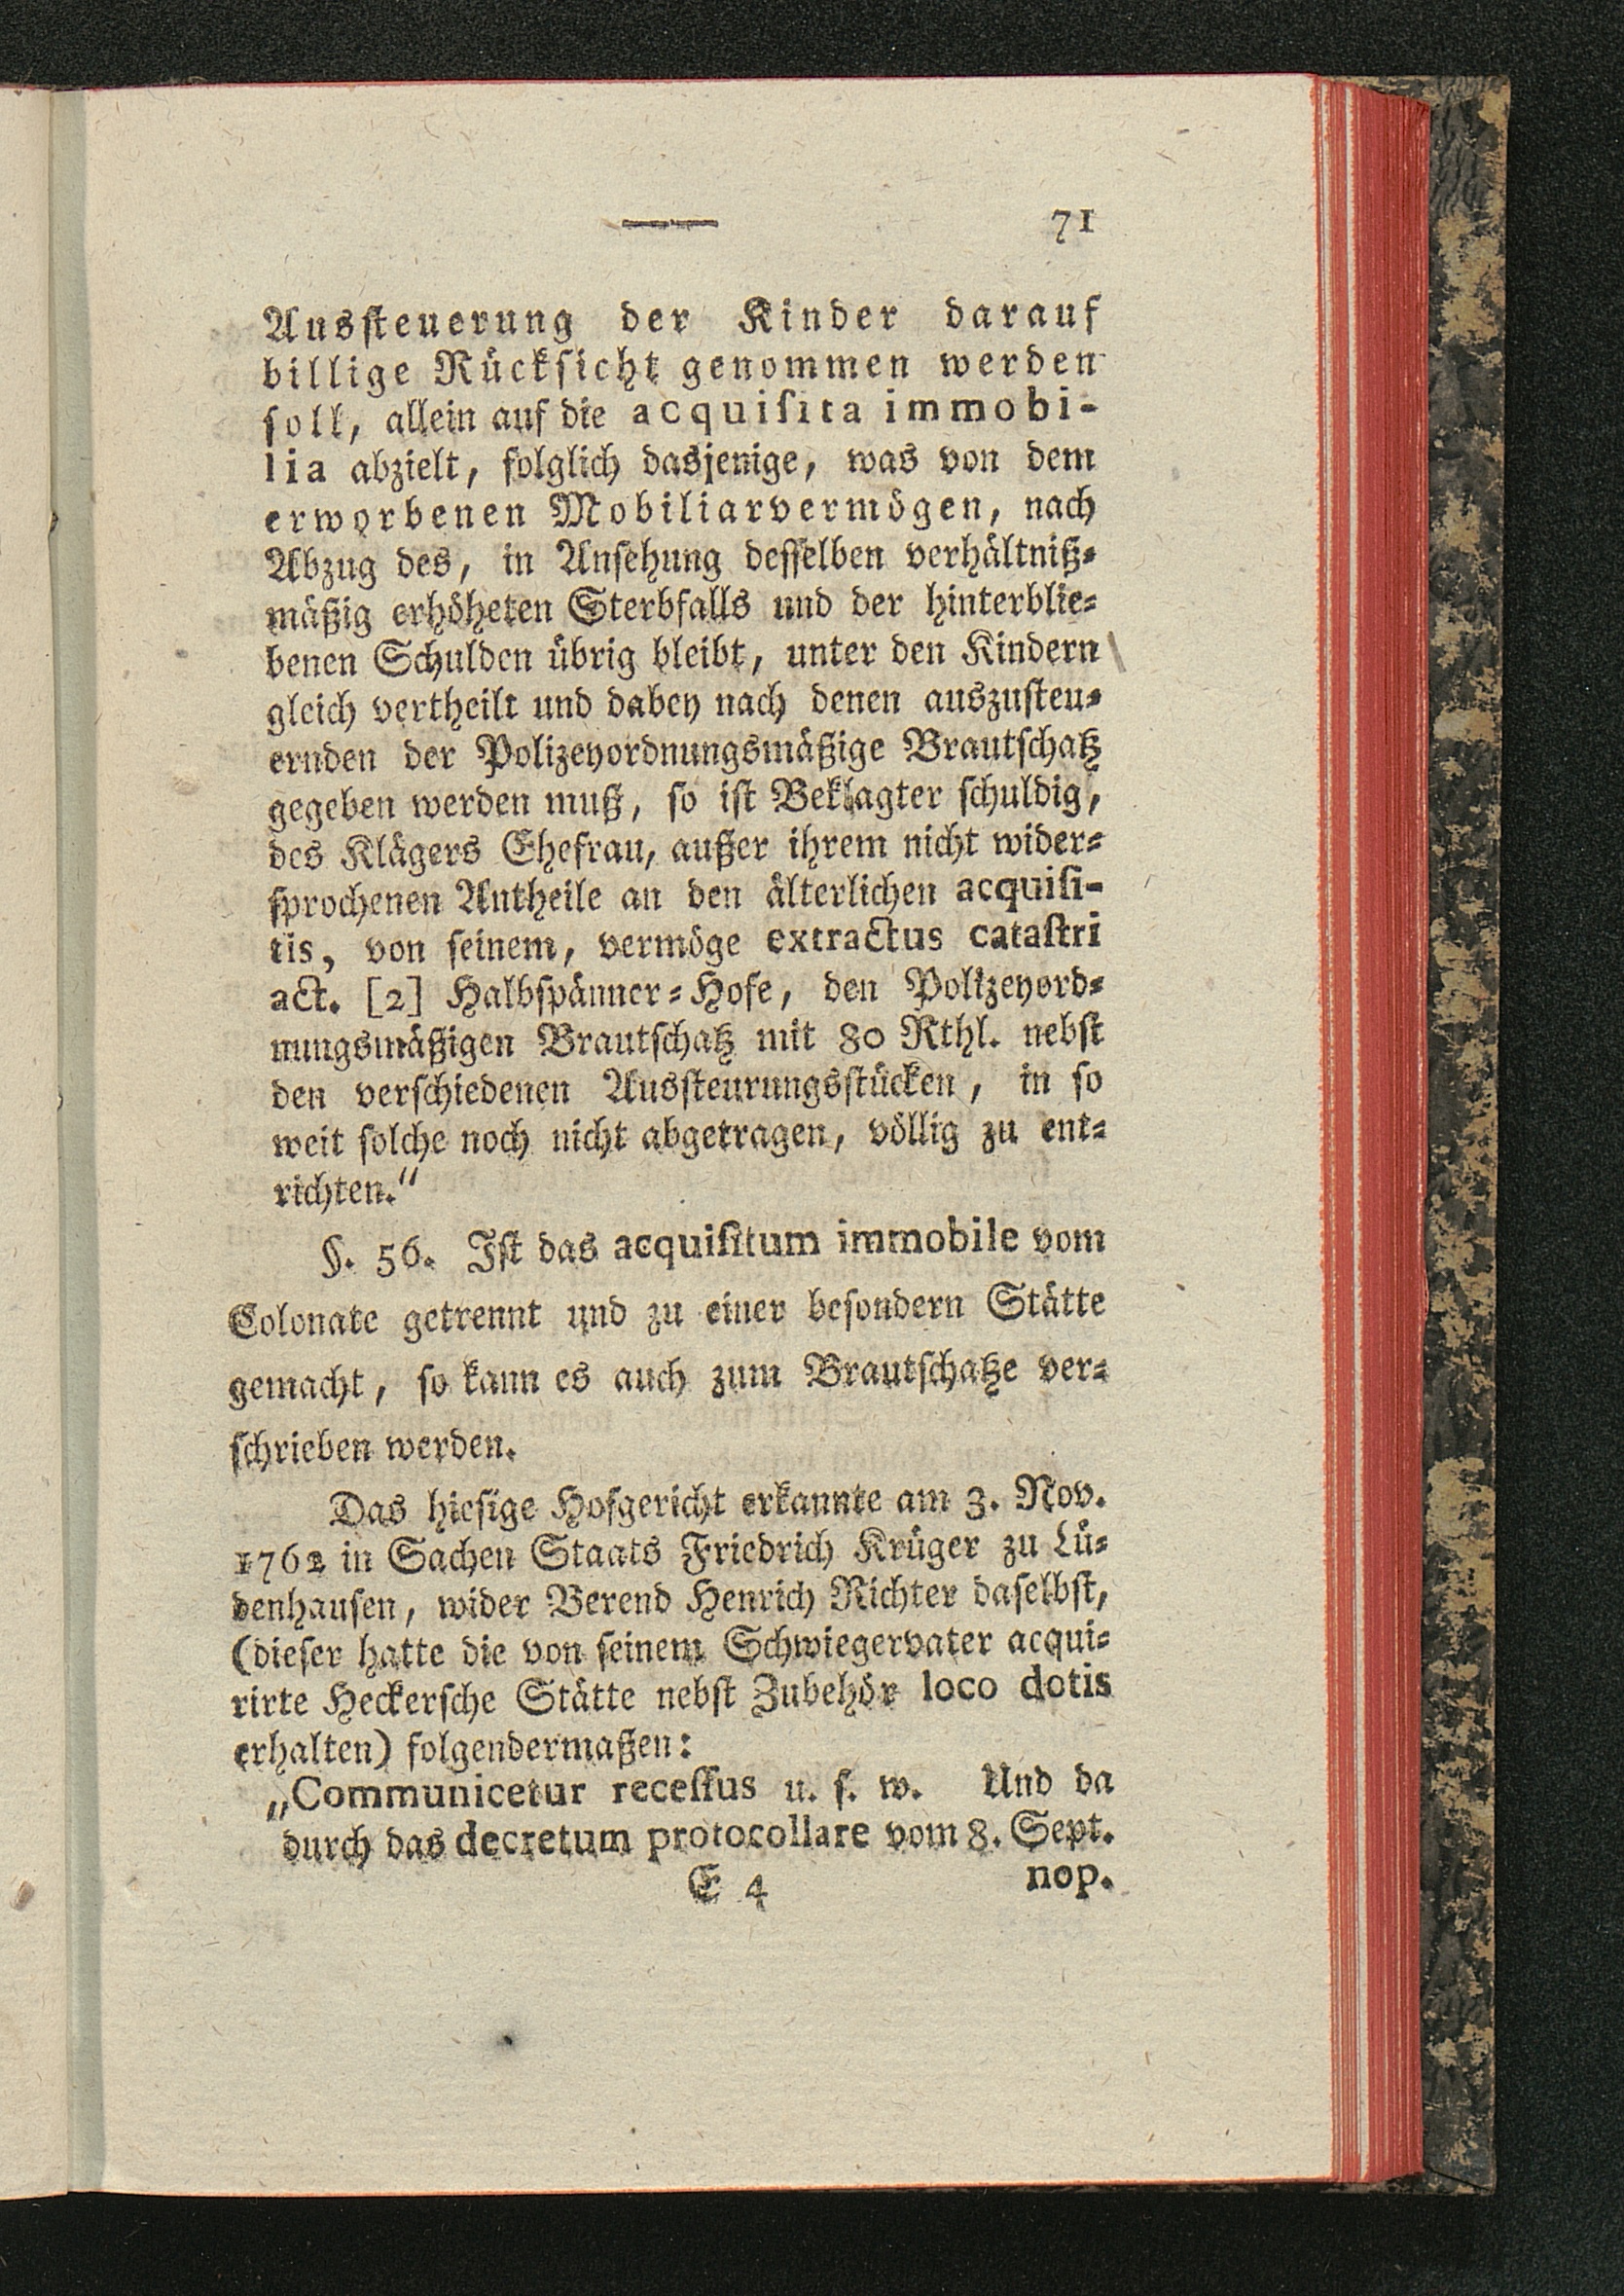 71
Aussteuerung der Kinder darauf
billige Rücksicht genommen werden
soll, allein auf die acquiſita immobi-
lia abzielt, folglich dasjenige, was von dem
erworbenen Mobiliarvermögen, nach
Abzug des, in Ansehung desselben verhältniß-
mäßig erhöheten Sterbfalls und der hinterblie-
benen Schulden übrig bleibt, unter den Kindern
gleich vertheilt und dabey nach denen auszusteu-
ernden der Polizeyordnungsmäßige Brautschatz
gegeben werden muß, so ist Beklagter schuldig,
des Klägers Ehefrau, außer ihrem nicht wider-
sprochenen Antheile an den älterlichen acquiſi-
tis, von seinem, vermöge extractus cataſtri
act. [2] Halbspänner-Hofe, den Polizeyord-
nungsmäßigen Brautschatz mit 80 Rthl. nebst
den verschiedenen Aussteurungsstücken, in so
weit solche noch nicht abgetragen, völlig zu ent-
richten.“
§. 56. Ist das acquiſitum immobile vom
Colonate getrennt und zu einer besondern Stätte
gemacht, so kann es auch zum Brautschatze ver-
schrieben werden.
Das hiesige Hofgericht erkannte am 3. Nov.
1762 in Sachen Staats Friedrich Krüger zu Lü-
denhausen, wider Berend Henrich Richter daselbst,
(dieser hatte die von seinem Schwiegervater acqui-
rirte Heckersche Stätte nebst Zubehör loco dotis
erhalten) folgendermaßen:
„Communicetur receſſus u. s. w. Und da
durch das decretum protocollare vom 8. Sept.
E 4 nop.